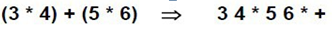 (3 * 4) + (5 * 6) ⇒ 3 4 * 5 6 * +